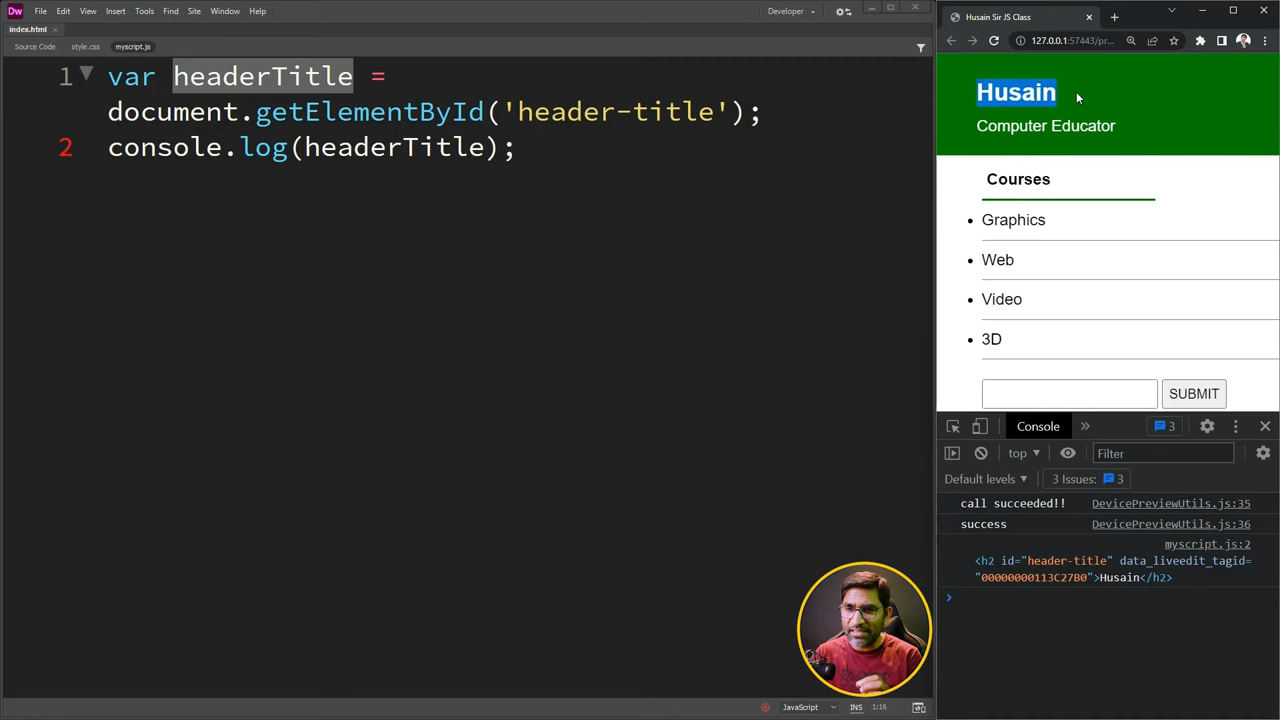 Dw File Edit View Insert Tools Find Site Window Help Developer
index.html
Source Code style.css myscript.js
1 var headerTitle =
document.getElementById('header-title');
2 console.log(headerTitle);
JavaScript INS 1:16
Husain Sir JS Class
127.0.0.1:57443/pr...
Husain
Computer Educator
Courses
Graphics
Web
Video
3D
SUBMIT
Console » 3
top Filter
Default levels 3 Issues: 3
call succeeded!! DevicePreviewUtils.js:35
success DevicePreviewUtils.js:36
myscript.js:2
<h2 id="header-title" data_liveedit_tagid=
"00000000113C27B0">Husain</h2>